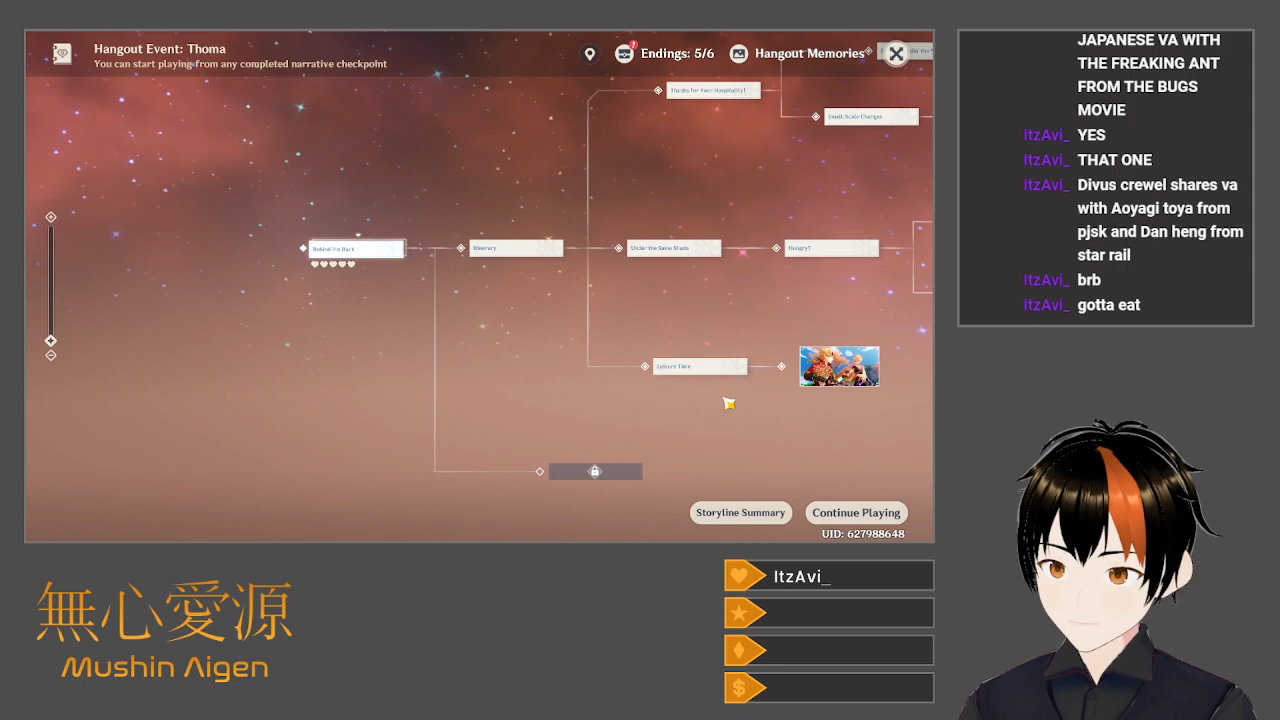 Hangout Event: Thoma
You can start playing from any completed narrative checkpoint
Endings: 5/6
Hangout Memories
Thanks for Your Hospitality!
Small-Scale Changer
Behind His Back
Itinerary
Under the Same Shade
Hungry?
Leisure Time
Storyline Summary
Continue Playing
UID: 627988648
JAPANESE VA WITH
THE FREAKING ANT
FROM THE BUGS
MOVIE
ItzAvi_ YES
ItzAvi_ THAT ONE
ItzAvi_ Divus crewel shares va
with Aoyagi toya from
pjsk and Dan heng from
star rail
ItzAvi_ brb
ItzAvi_ gotta eat
無心愛源
Mushin Aigen
ItzAvi_
$